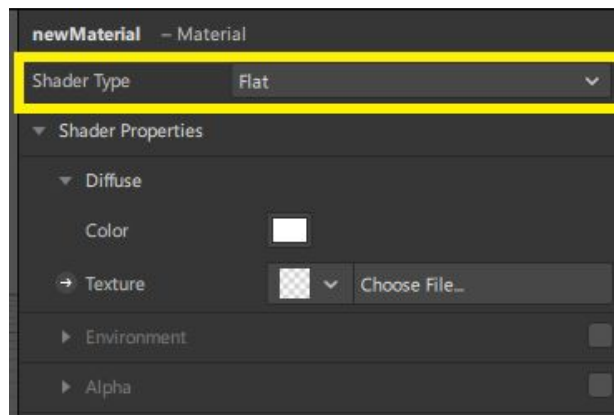 newMaterial – Material
Shader Type Flat
Shader Properties
Diffuse
Color
Texture Choose File...
Environment
Alpha